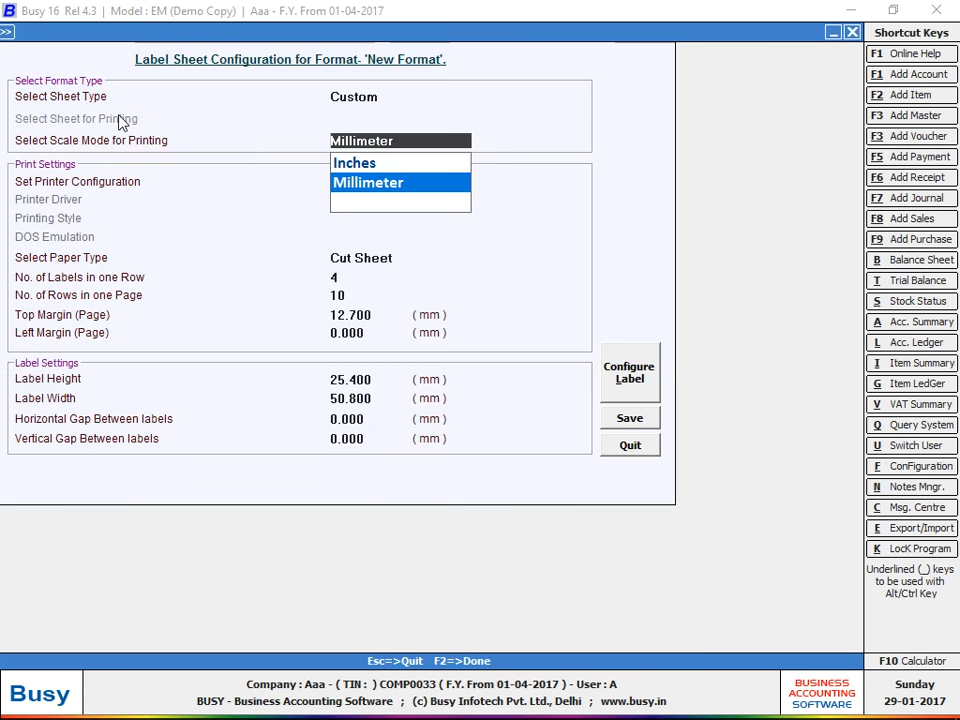 B Busy 16 Rel 4.3 | Model : EM (Demo Copy) | Aaa - F.Y. From 01-04-2017
>>
Label Sheet Configuration for Format- 'New Format'.
Select Format Type
Select Sheet Type Custom
Select Sheet for Printing
Select Scale Mode for Printing Millimeter
Inches
Millimeter
Print Settings
Set Printer Configuration
Printer Driver
Printing Style
DOS Emulation
Select Paper Type Cut Sheet
No. of Labels in one Row 4
No. of Rows in one Page 10
Top Margin (Page) 12.700 ( mm )
Left Margin (Page) 0.000 ( mm )
Label Settings
Label Height 25.400 ( mm )
Label Width 50.800 ( mm )
Horizontal Gap Between labels 0.000 ( mm )
Vertical Gap Between labels 0.000 ( mm )
Configure
Label
Save
Quit
Shortcut Keys
F1 Online Help
F1 Add Account
F2 Add Item
F3 Add Master
F3 Add Voucher
F5 Add Payment
F6 Add Receipt
F7 Add Journal
F8 Add Sales
F9 Add Purchase
B Balance Sheet
T Trial Balance
S Stock Status
A Acc. Summary
L Acc. Ledger
I Item Summary
G Item LedGer
V VAT Summary
Q Query System
U Switch User
F ConFiguration
N Notes Mngr.
C Msg. Centre
E Export/Import
K LocK Program
Underlined (_) keys
to be used with
Alt/Ctrl Key
Esc=>Quit F2=>Done
F10 Calculator
Busy
Company : Aaa - ( TIN : ) COMP0033 ( F.Y. From 01-04-2017 ) - User : A
BUSY - Business Accounting Software ; (c) Busy Infotech Pvt. Ltd., Delhi ; www.busy.in
BUSINESS
ACCOUNTING
SOFTWARE
Sunday
29-01-2017